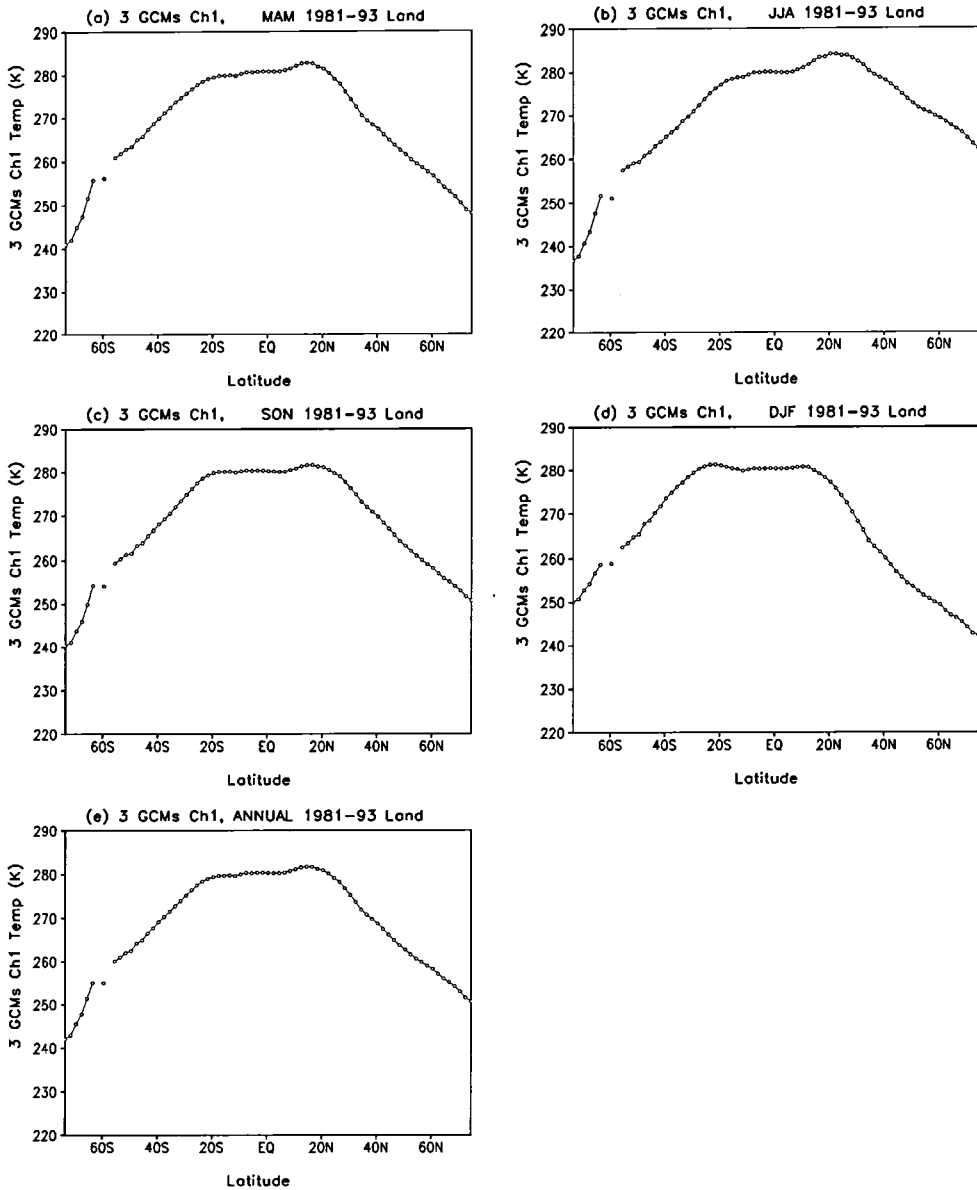 (a) 3 GCMs Ch1, MAM 1981-93 Land
3 GCMs Ch1 Temp (K)
290
280
270
260
250
240
230
220
60S 40S 20S EQ 20N 40N 60N
Latitude
(b) 3 GCMs Ch1, JJA 1981-93 Land
3 GCMs Ch1 Temp (K)
290
280
270
260
250
240
230
220
60S 40S 20S EQ 20N 40N 60N
Latitude
(c) 3 GCMs Ch1, SON 1981-93 Land
3 GCMs Ch1 Temp (K)
290
280
270
260
250
240
230
220
60S 40S 20S EQ 20N 40N 60N
Latitude
(d) 3 GCMs Ch1, DJF 1981-93 Land
3 GCMs Ch1 Temp (K)
290
280
270
260
250
240
230
220
60S 40S 20S EQ 20N 40N 60N
Latitude
(e) 3 GCMs Ch1, ANNUAL 1981-93 Land
3 GCMs Ch1 Temp (K)
290
280
270
260
250
240
230
220
60S 40S 20S EQ 20N 40N 60N
Latitude